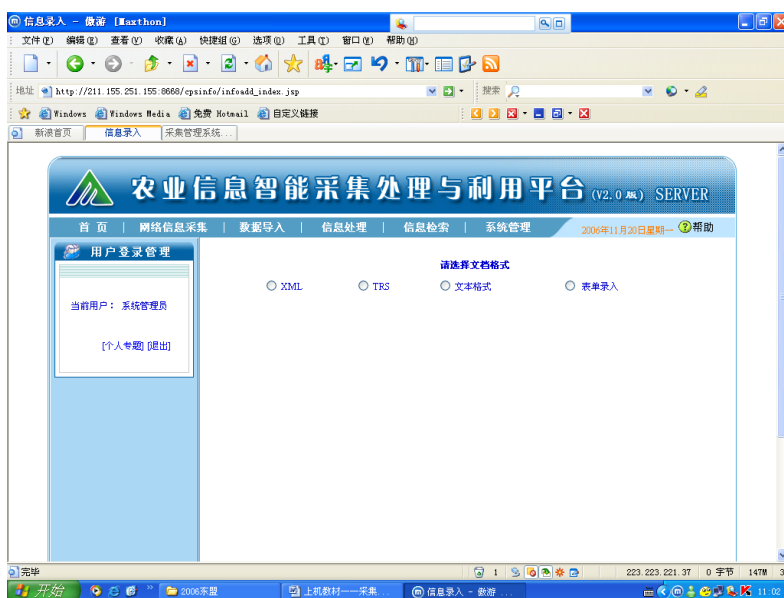 信息录入 - 傲游 [Maxthon]
文件(F) 编辑(E) 查看(V) 收藏(A) 快捷组(G) 选项(O) 工具(T) 窗口(W) 帮助(H)
地址 http://211.155.251.155:8668/cpsinfo/infoadd_index.jsp 搜索
Windows Windows Media 免费 Hotmail 自定义链接
新浪首页 信息录入 采集管理系统...
农业信息智能采集处理与利用平台 (V2.0版) SERVER
首 页 | 网络信息采集 | 数据导入 | 信息处理 | 信息检索 | 系统管理 2006年11月20日星期一 帮助
用户登录管理
请选择文档格式
XML TRS 文本格式 表单录入
当前用户： 系统管理员
[个人专题] [退出]
完毕 1 223.223.221.37 0 字节 147M
开始 2006东盟 上机教材——采集... 信息录入 - 傲游 ... 11:02